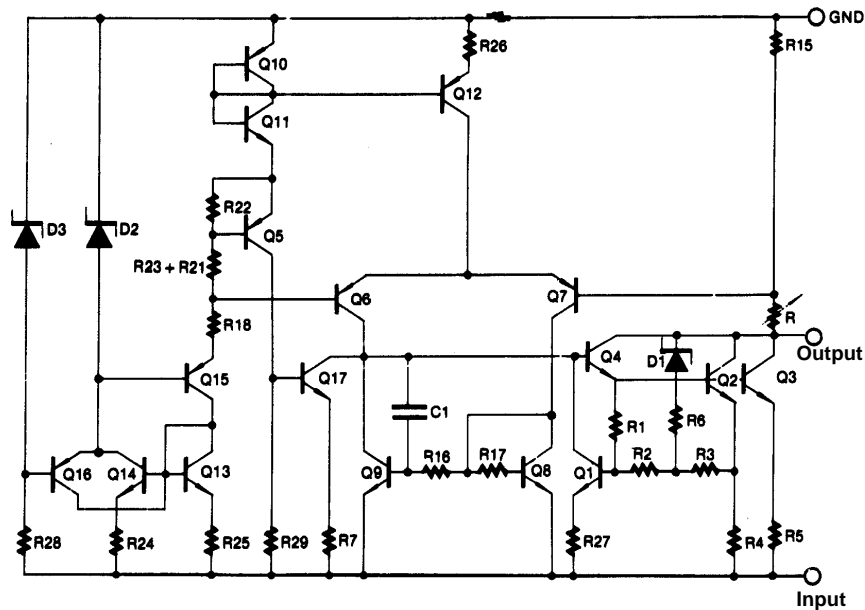 GND
R26
R15
Q10
Q12
Q11
R22
D3
D2
Q5
R23 + R21
Q6
Q7
R
R18
Output
Q4
D1
Q2
Q3
Q15
Q17
C1
R1
R6
Q16
Q14
Q13
Q9
R16
R17
Q8
Q1
R2
R3
R28
R24
R25
R29
R7
R27
R4
R5
Input